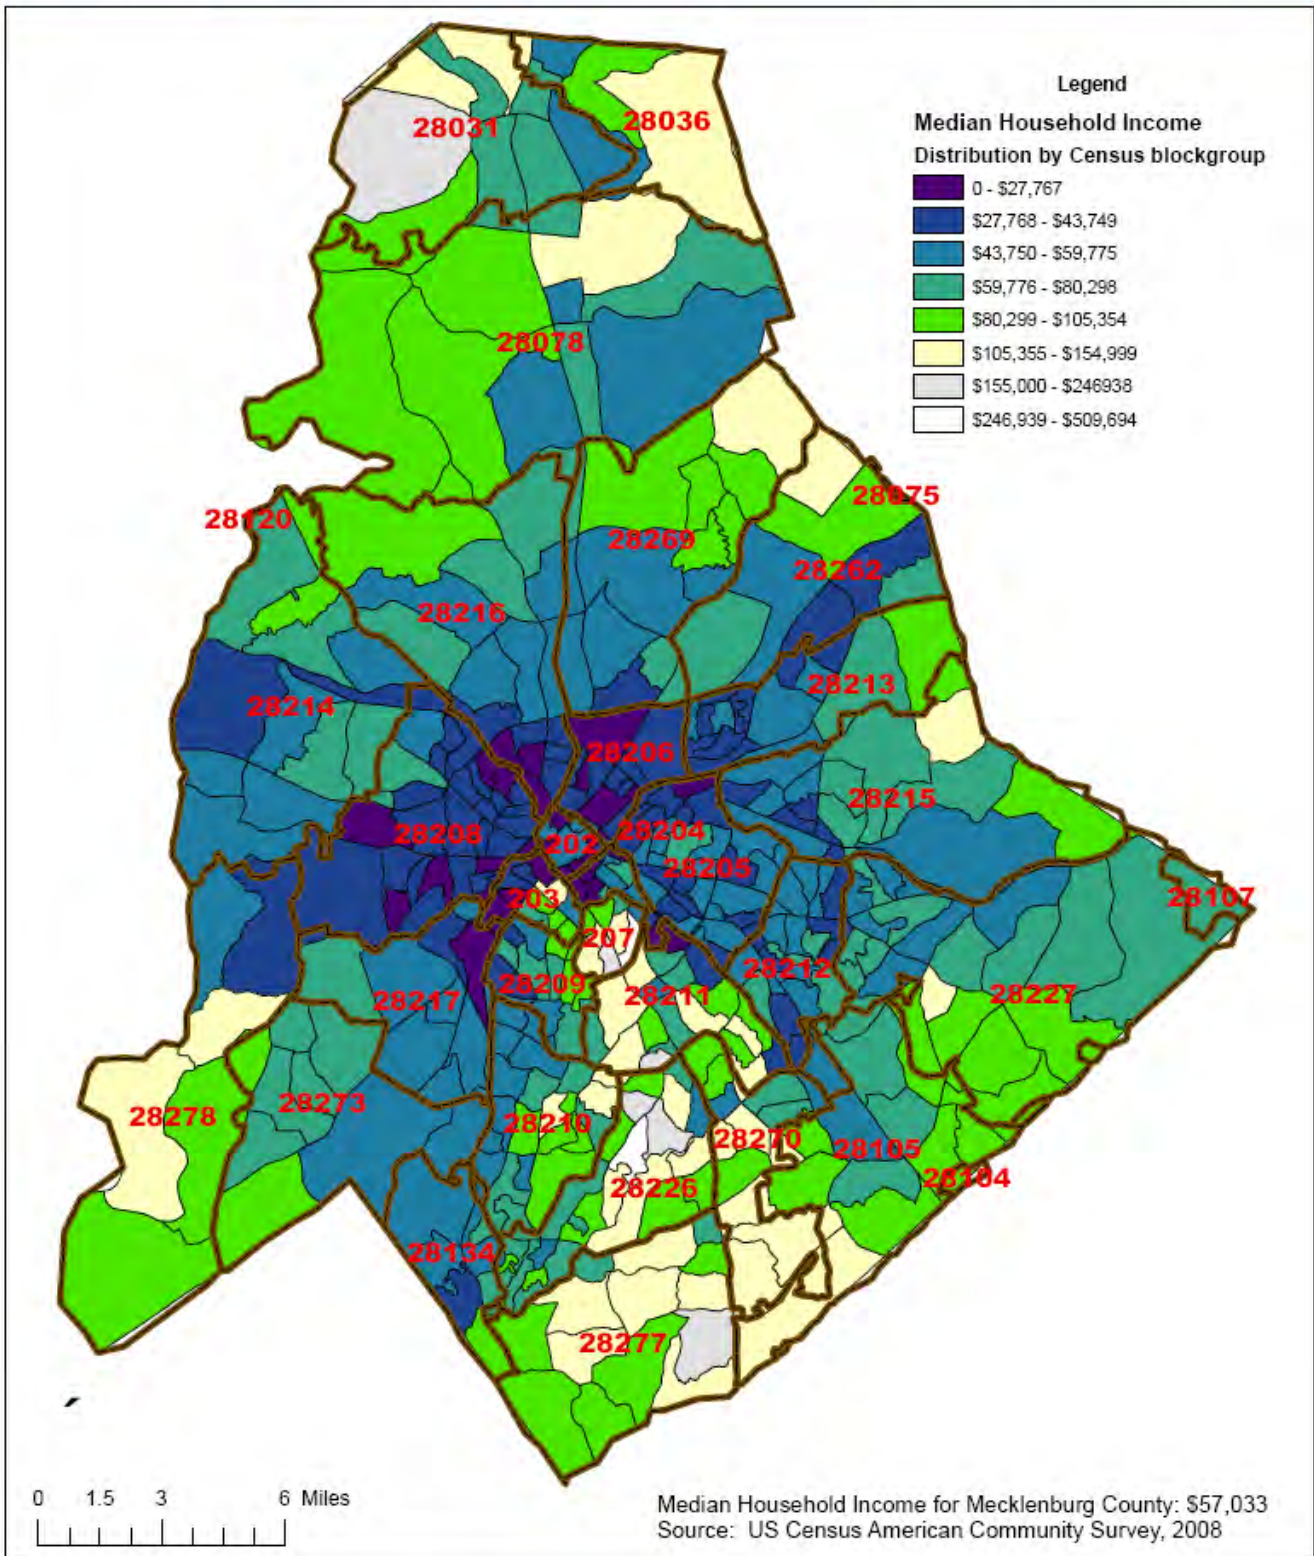 Legend
Median Household Income
Distribution by Census blockgroup
0 - $27,767
$27,768 - $43,749
$43,750 - $59,775
$59,776 - $80,298
$80,299 - $105,354
$105,355 - $154,999
$155,000 - $246938
$246,939 - $509,694
28031
28036
28078
28075
28120
28269
28262
28216
28213
28214
28206
28215
28208
28204
202
28205
28107
203
207
28212
28209
28211
28227
28217
28273
28278
28210
28270
28105
28104
28226
28134
28277
0 1.5 3 6 Miles
Median Household Income for Mecklenburg County: $57,033
Source: US Census American Community Survey, 2008